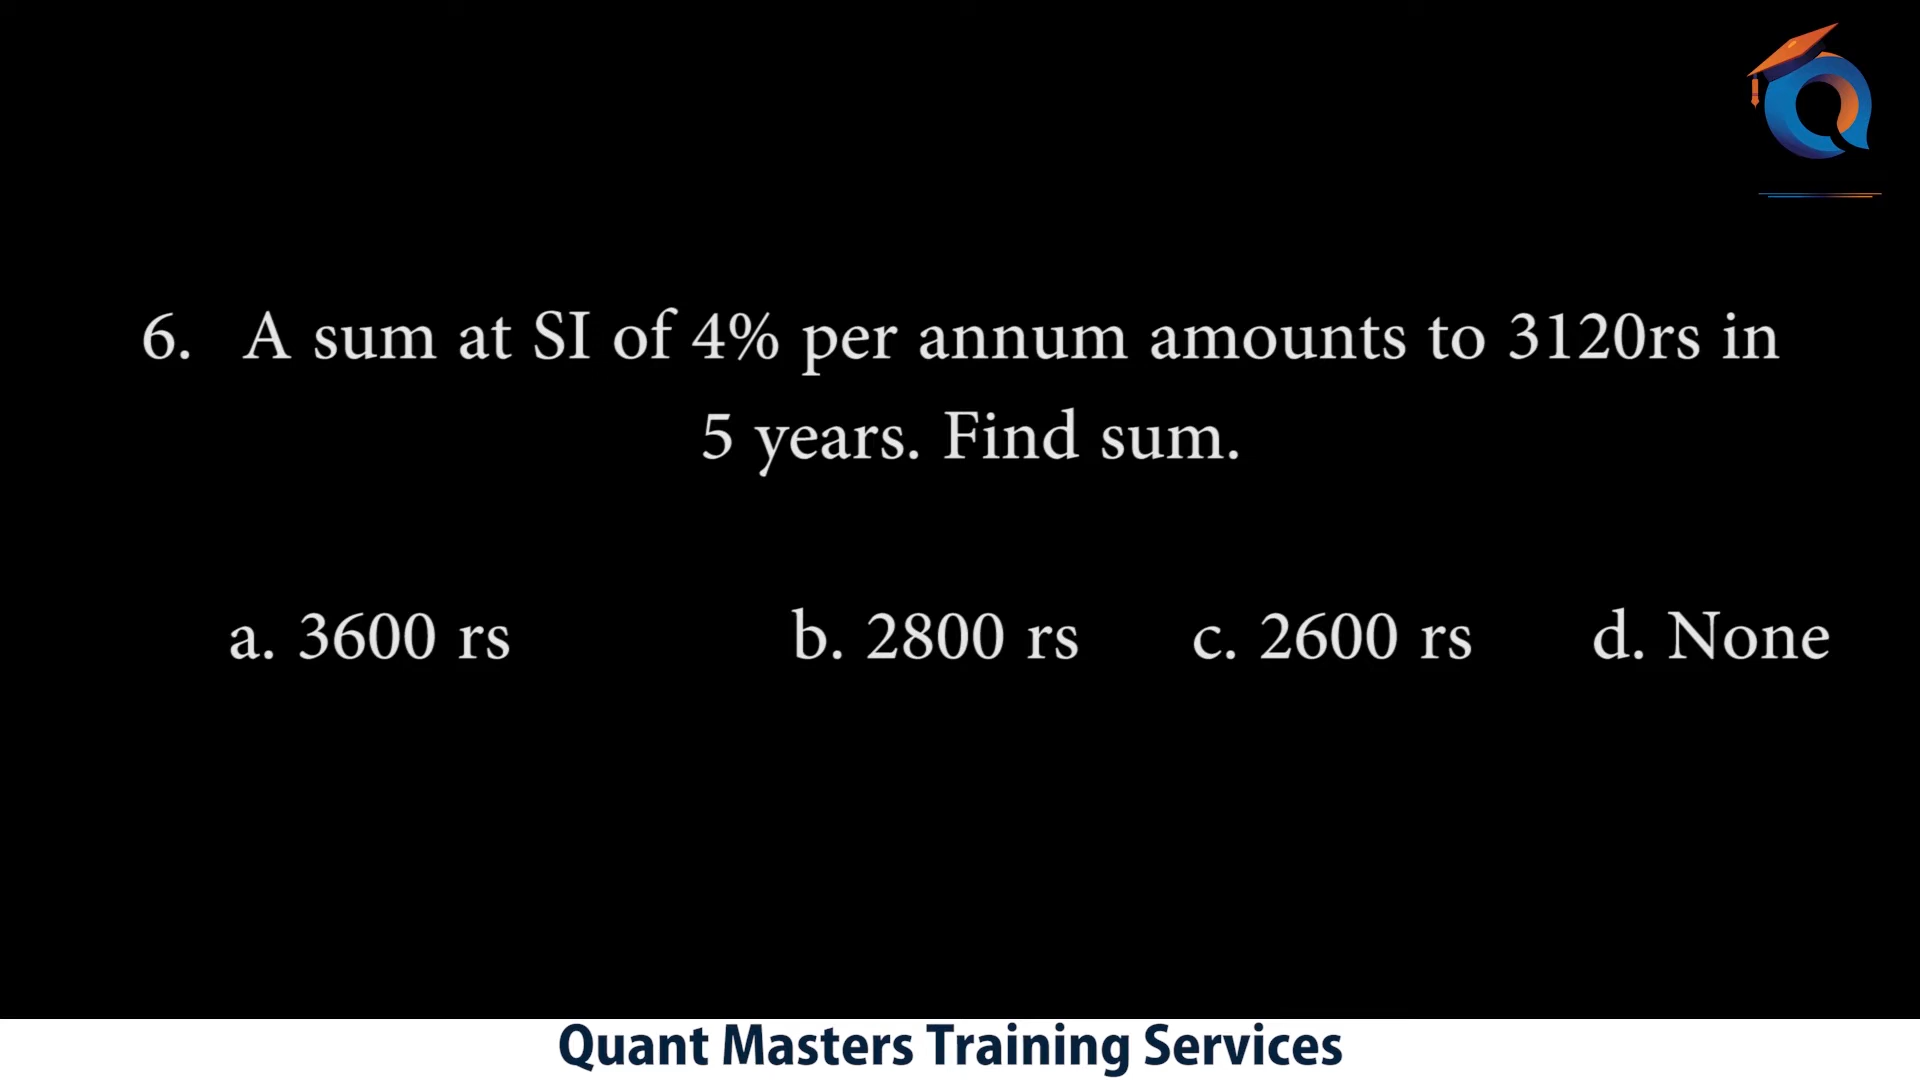 6. A sum at SI of 4% per annum amounts to 3120rs in
5 years. Find sum.
a. 3600 rs b. 2800 rs c. 2600 rs d. None
Quant Masters Training Services